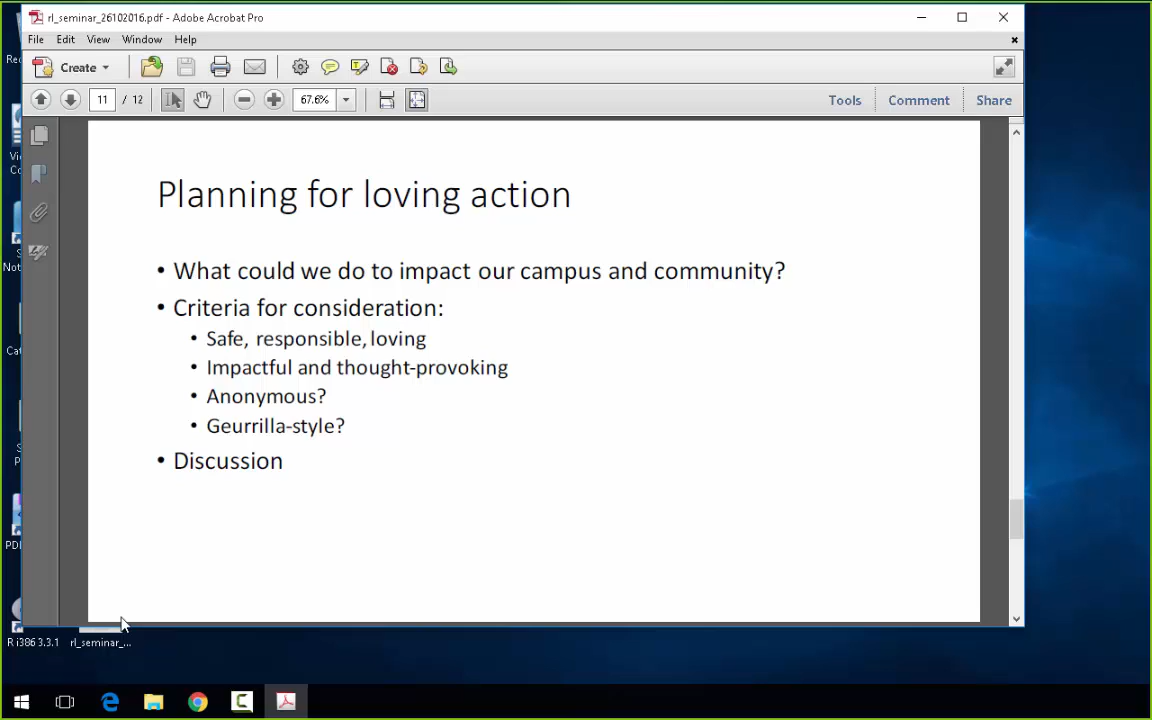 rl_seminar_26102016.pdf - Adobe Acrobat Pro
File Edit View Window Help
Create
11 / 12 67.6% Tools Comment Share
Planning for loving action
• What could we do to impact our campus and community?
• Criteria for consideration:
• Safe, responsible, loving
• Impactful and thought-provoking
• Anonymous?
• Geurrilla-style?
• Discussion
R i386 3.3.1 rl_seminar_...